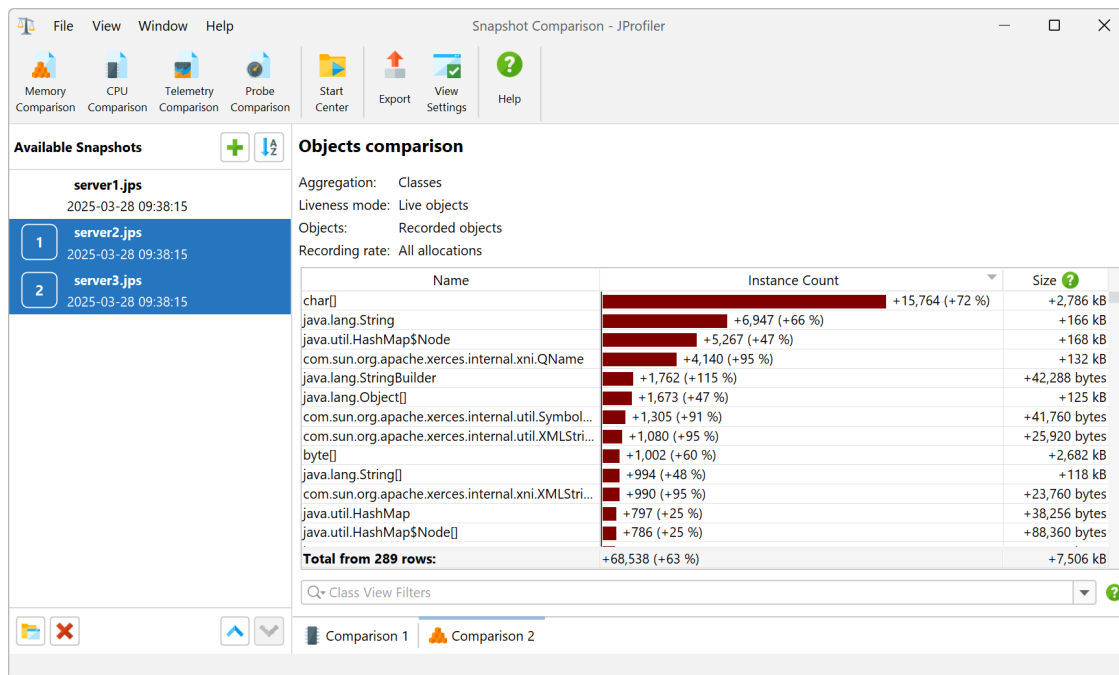 File View Window Help
Snapshot Comparison - JProfiler
Memory Comparison
CPU Comparison
Telemetry Comparison
Probe Comparison
Start Center
Export
View Settings
Help
Available Snapshots
server1.jps
2025-03-28 09:38:15
1 server2.jps
2025-03-28 09:38:15
2 server3.jps
2025-03-28 09:38:15
Objects comparison
Aggregation: Classes
Liveness mode: Live objects
Objects: Recorded objects
Recording rate: All allocations
Name Instance Count Size
char[] +15,764 (+72 %) +2,786 kB
java.lang.String +6,947 (+66 %) +166 kB
java.util.HashMap$Node +5,267 (+47 %) +168 kB
com.sun.org.apache.xerces.internal.xni.QName +4,140 (+95 %) +132 kB
java.lang.StringBuilder +1,762 (+115 %) +42,288 bytes
java.lang.Object[] +1,673 (+47 %) +125 kB
com.sun.org.apache.xerces.internal.util.Symbol... +1,305 (+91 %) +41,760 bytes
com.sun.org.apache.xerces.internal.util.XMLStri... +1,080 (+95 %) +25,920 bytes
byte[] +1,002 (+60 %) +2,682 kB
java.lang.String[] +994 (+48 %) +118 kB
com.sun.org.apache.xerces.internal.xni.XMLStri... +990 (+95 %) +23,760 bytes
java.util.HashMap +797 (+25 %) +38,256 bytes
java.util.HashMap$Node[] +786 (+25 %) +88,360 bytes
Total from 289 rows: +68,538 (+63 %) +7,506 kB
Class View Filters
Comparison 1 Comparison 2